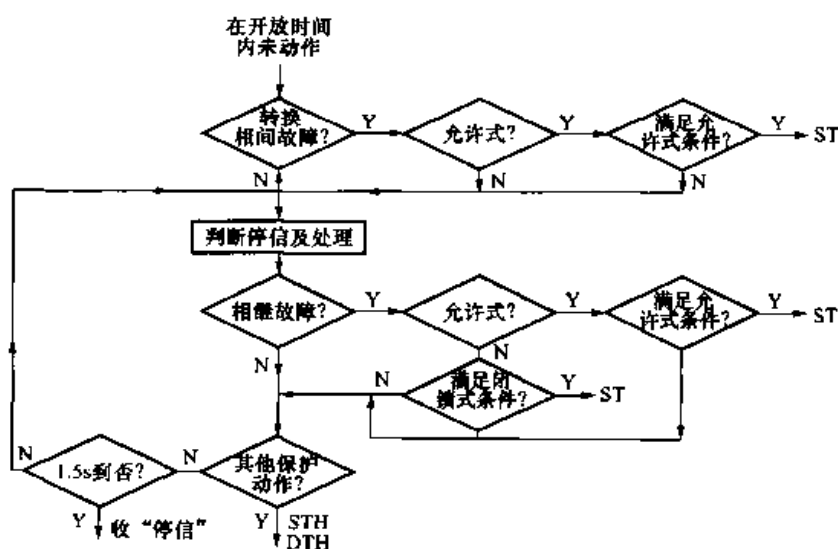 在开放时间
内未动作
转换
相间故障?
Y
允许式?
Y
满足允
许式条件?
Y
ST
N
N
N
判断停信及处理
相继故障?
Y
允许式?
Y
满足允
许式条件?
Y
ST
N
N
N
满足闭
锁式条件?
Y
ST
N
1.5s到否?
N
其他保护
动作?
Y
收“停信”
Y
STH
DTH